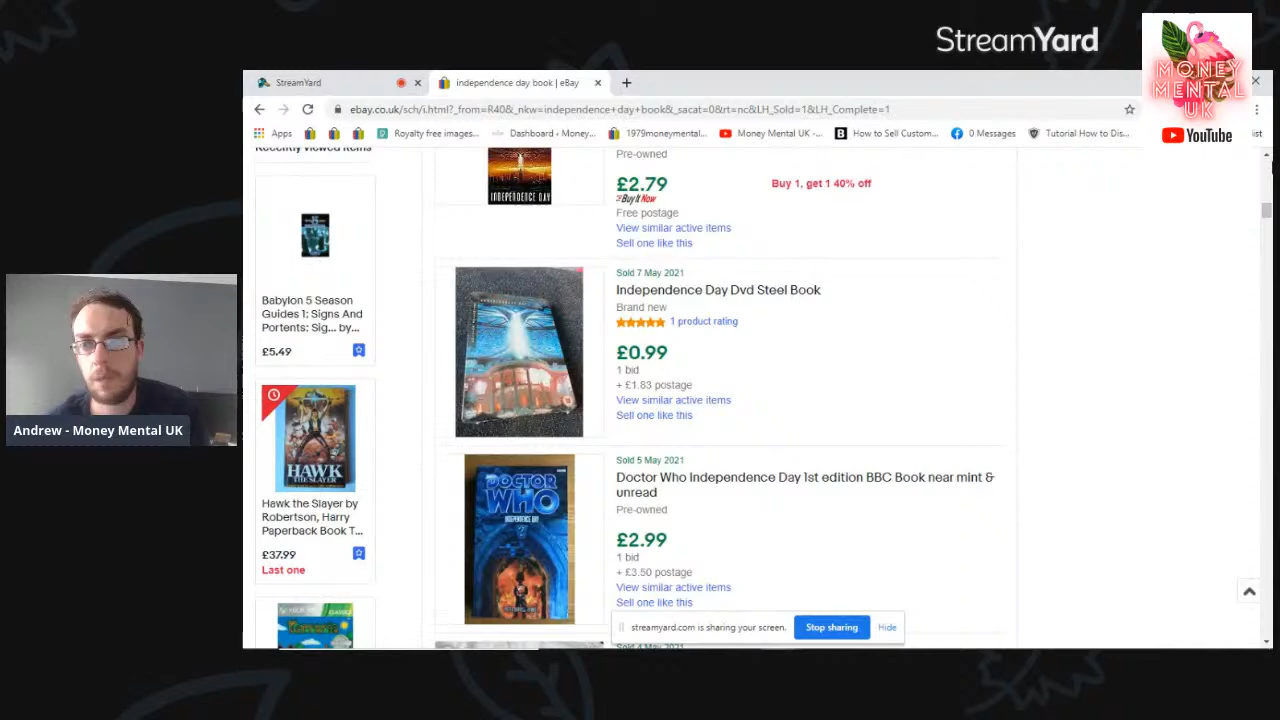 StreamYard
MONEY
MENTAL
UK
YouTube
StreamYard
independence day book | eBay
ebay.co.uk/sch/i.html?_from=R40&_nkw=independence+day+book&_sacat=0&rt=nc&LH_Sold=1&LH_Complete=1
Apps
Royalty free images...
Dashboard ‹ Money...
1979moneymental...
Money Mental UK -...
How to Sell Custom...
0 Messages
Tutorial How to Dis...
Recently Viewed Items
Babylon 5 Season
Guides 1: Signs And
Portents: Sig... by...
£5.49
HAWK
THE SLAYER
Hawk the Slayer by
Robertson, Harry
Paperback Book T...
£37.99
Last one
INDEPENDENCE DAY
Pre-owned
£2.79
Buy It Now
Free postage
View similar active items
Sell one like this
Buy 1, get 1 40% off
Sold 7 May 2021
Independence Day Dvd Steel Book
Brand new
1 product rating
£0.99
1 bid
+ £1.83 postage
View similar active items
Sell one like this
DOCTOR
WHO
INDEPENDENCE DAY
Sold 5 May 2021
Doctor Who Independence Day 1st edition BBC Book near mint &
unread
Pre-owned
£2.99
1 bid
+ £3.50 postage
View similar active items
Sell one like this
streamyard.com is sharing your screen.
Stop sharing
Hide
Andrew - Money Mental UK